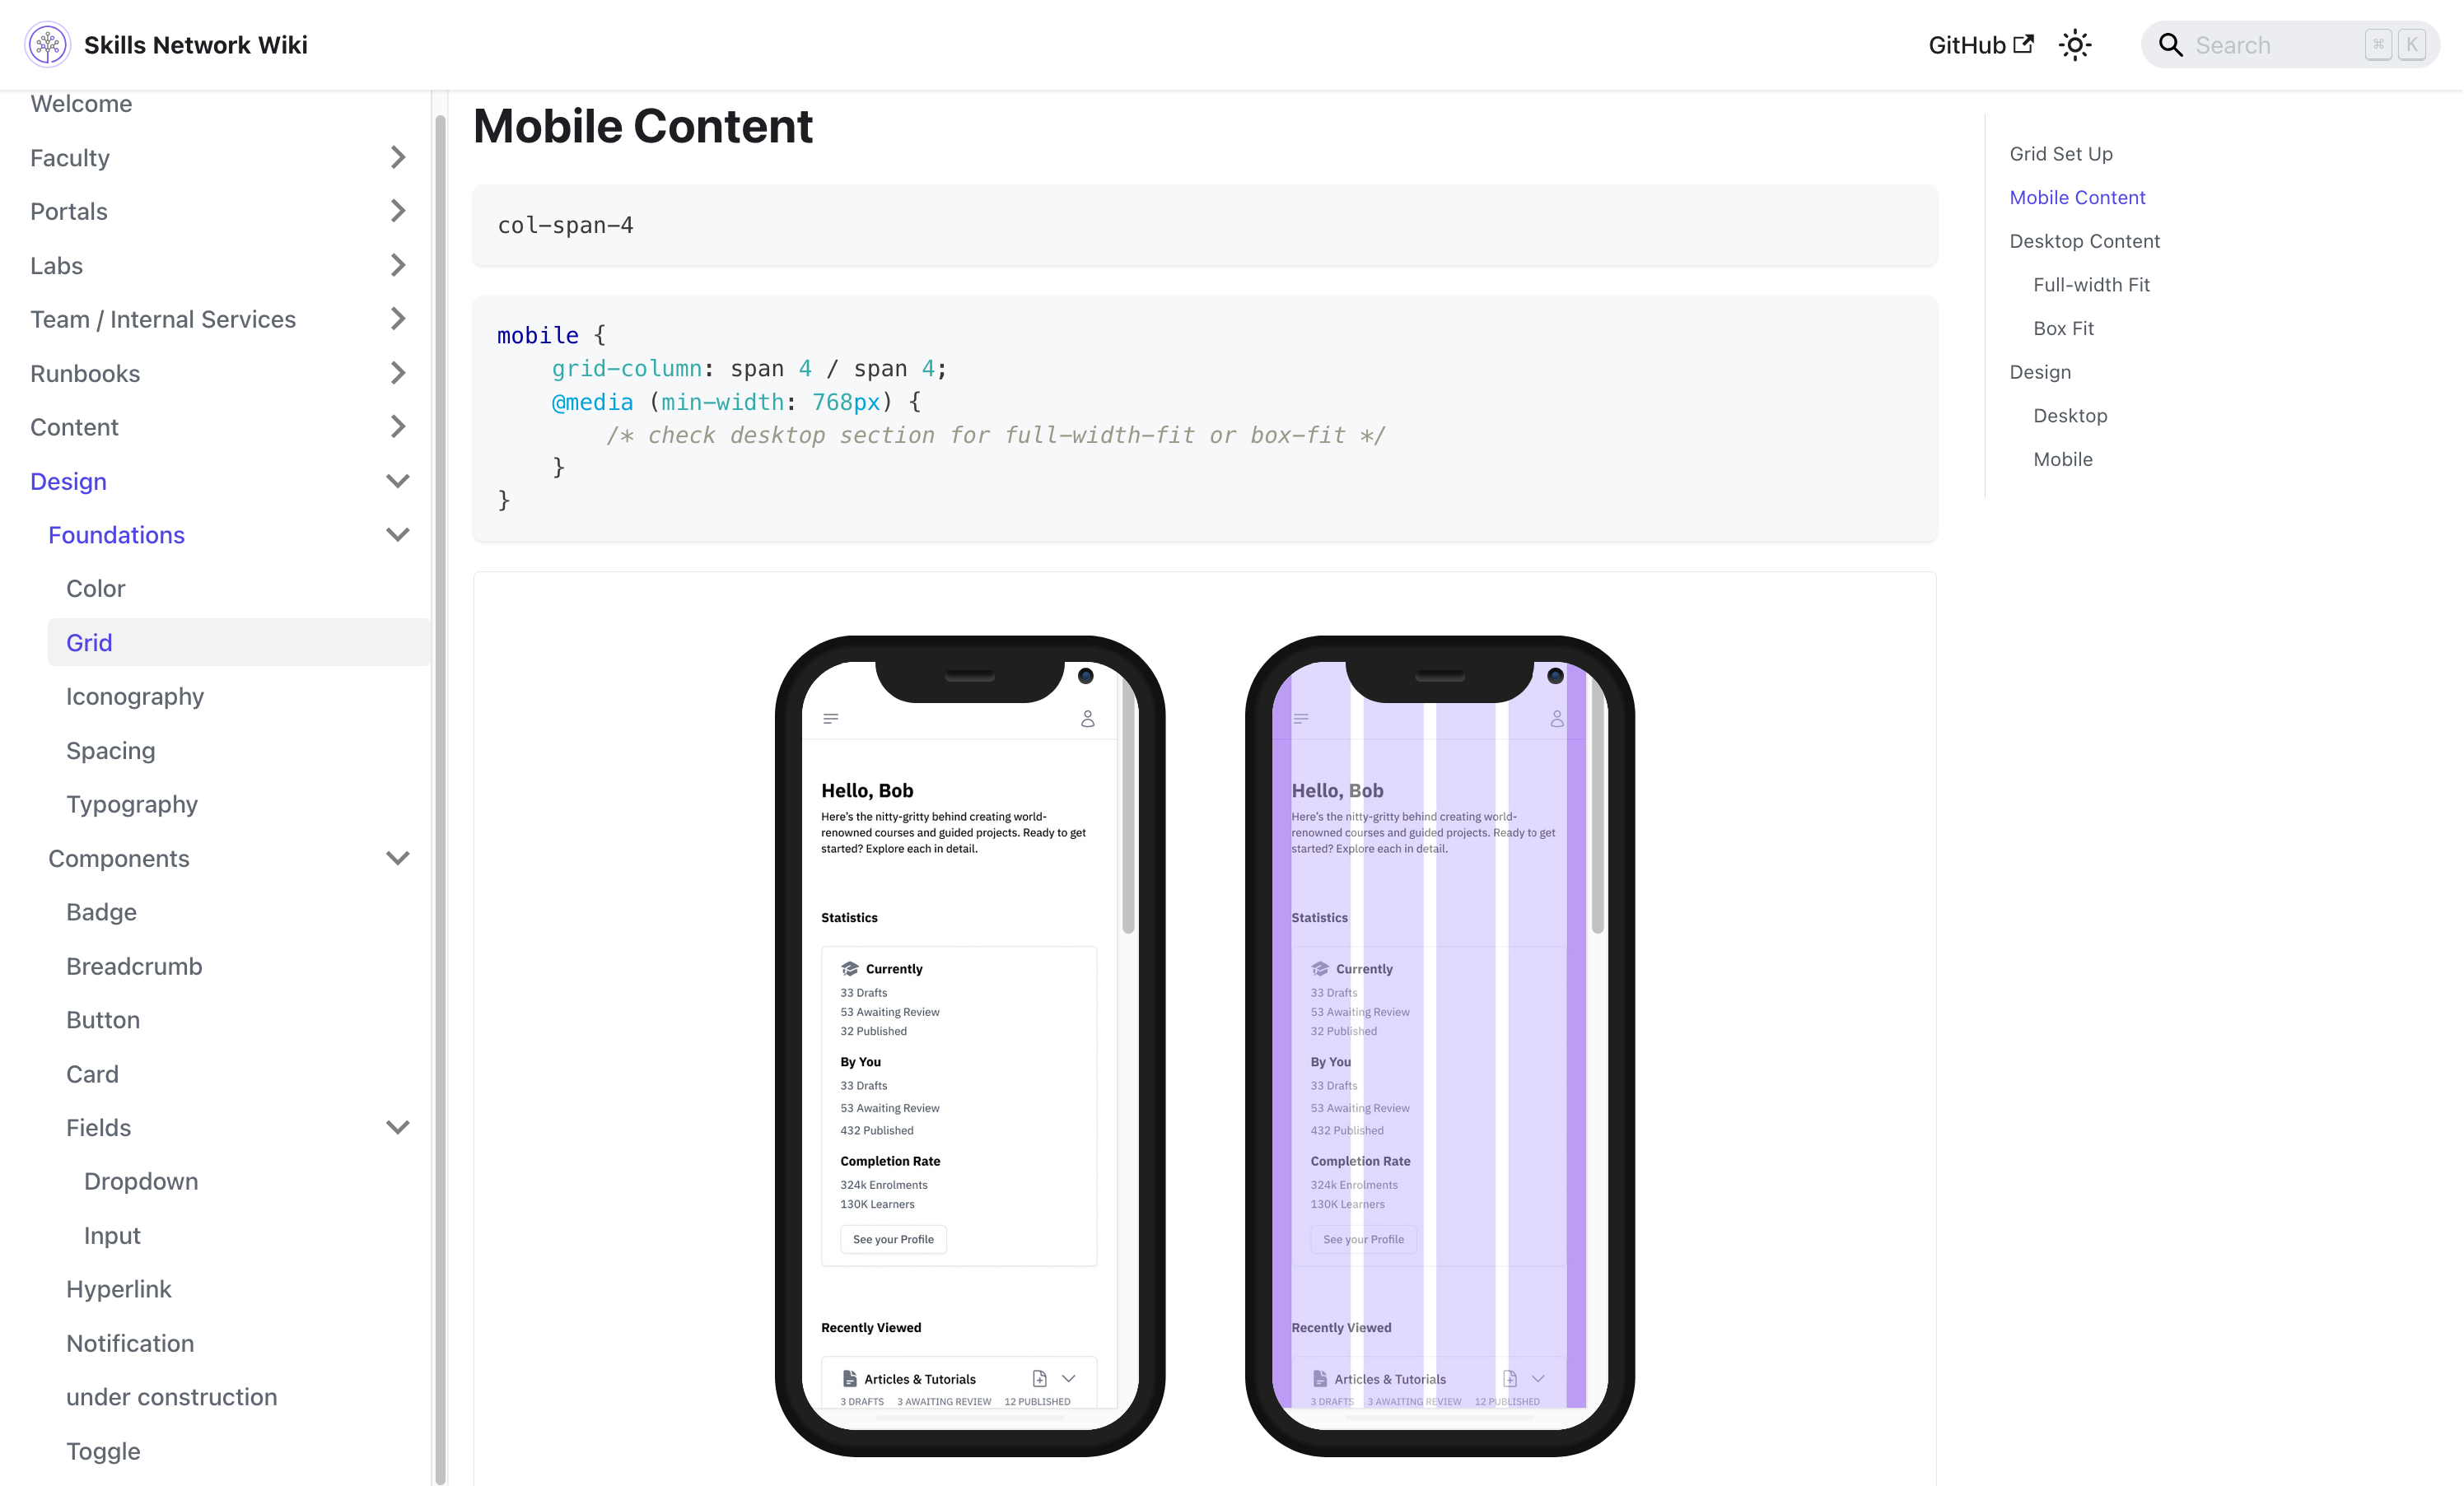 Skills Network Wiki
GitHub
Search
⌘ K
Welcome
Faculty
Portals
Labs
Team / Internal Services
Runbooks
Content
Design
Foundations
Color
Grid
Iconography
Spacing
Typography
Components
Badge
Breadcrumb
Button
Card
Fields
Dropdown
Input
Hyperlink
Notification
under construction
Toggle
Mobile Content
col-span-4
mobile {
    grid-column: span 4 / span 4;
    @media (min-width: 768px) {
        /* check desktop section for full-width-fit or box-fit */
    }
}
Hello, Bob
Here's the nitty-gritty behind creating world-
renowned courses and guided projects. Ready to get
started? Explore each in detail.
Statistics
Currently
33 Drafts
53 Awaiting Review
32 Published
By You
33 Drafts
53 Awaiting Review
432 Published
Completion Rate
324k Enrolments
130K Learners
See your Profile
Recently Viewed
Articles & Tutorials
3 DRAFTS 3 AWAITING REVIEW 12 PUBLISHED
Hello, Bob
Here's the nitty-gritty behind creating world-
renowned courses and guided projects. Ready to get
started? Explore each in detail.
Statistics
Currently
33 Drafts
53 Awaiting Review
32 Published
By You
33 Drafts
53 Awaiting Review
432 Published
Completion Rate
324k Enrolments
130K Learners
See your Profile
Recently Viewed
Articles & Tutorials
3 DRAFTS 3 AWAITING REVIEW 12 PUBLISHED
Grid Set Up
Mobile Content
Desktop Content
Full-width Fit
Box Fit
Design
Desktop
Mobile